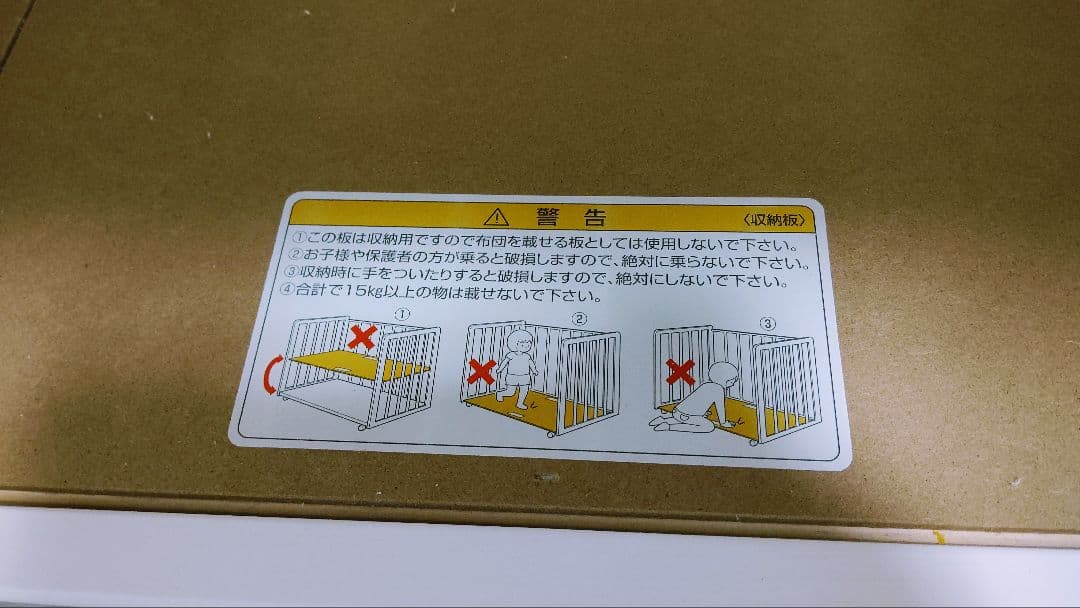 ⚠ 警告 〈収納板〉
①この板は収納用ですので布団を載せる板としては使用しないで下さい。
②お子様や保護者の方が乗ると破損しますので、絶対に乗らないで下さい。
③収納時に手をついたりすると破損しますので、絶対にしないで下さい。
④合計で15kg以上の物は載せないで下さい。
① ② ③